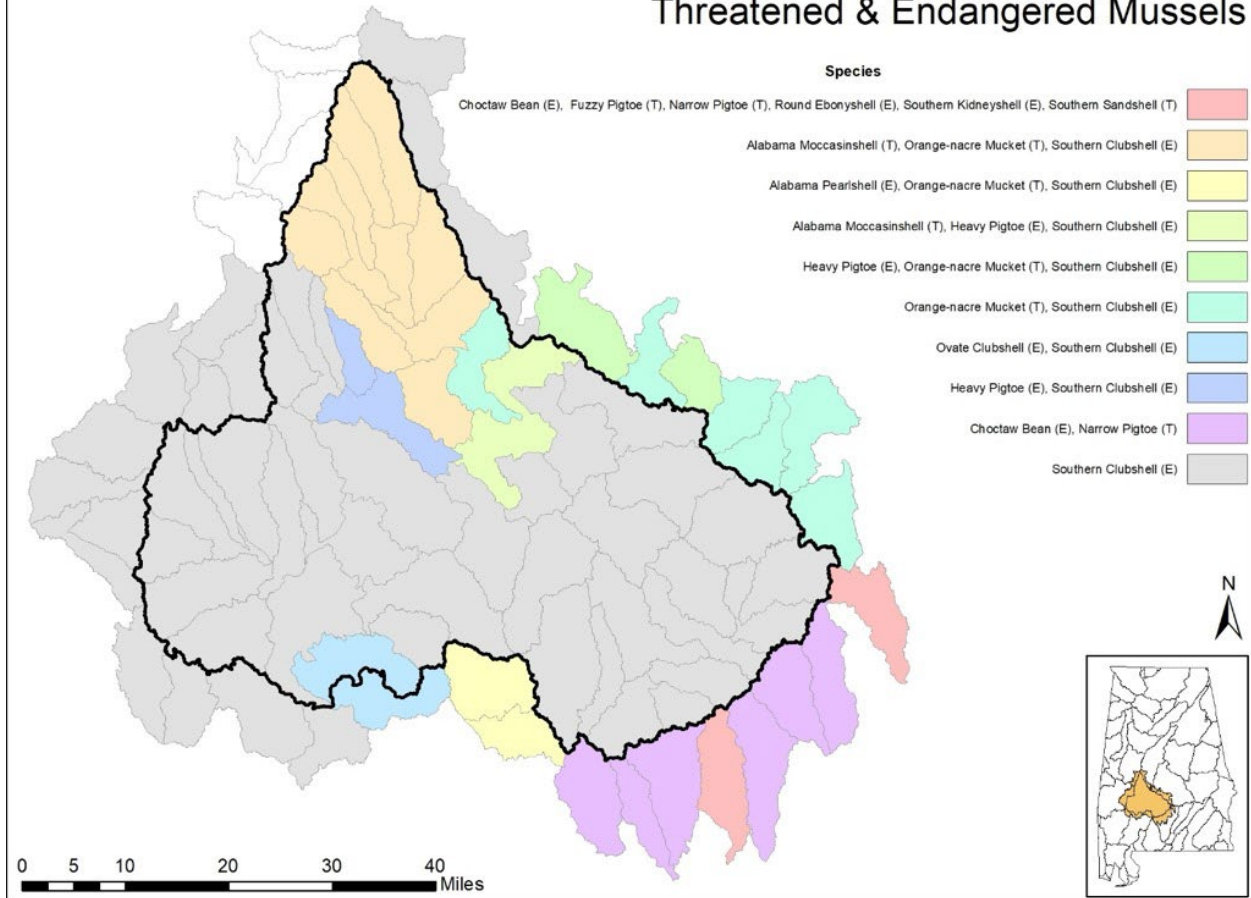 Threatened & Endangered Mussels
Species
Choctaw Bean (E), Fuzzy Pigtoe (T), Narrow Pigtoe (T), Round Ebonyshell (E), Southern Kidneyshell (E), Southern Sandshell (T)
Alabama Moccasinshell (T), Orange-nacre Mucket (T), Southern Clubshell (E)
Alabama Pearlshell (E), Orange-nacre Mucket (T), Southern Clubshell (E)
Alabama Moccasinshell (T), Heavy Pigtoe (E), Southern Clubshell (E)
Heavy Pigtoe (E), Orange-nacre Mucket (T), Southern Clubshell (E)
Orange-nacre Mucket (T), Southern Clubshell (E)
Ovate Clubshell (E), Southern Clubshell (E)
Heavy Pigtoe (E), Southern Clubshell (E)
Choctaw Bean (E), Narrow Pigtoe (T)
Southern Clubshell (E)
N
0 5 10 20 30 40
Miles